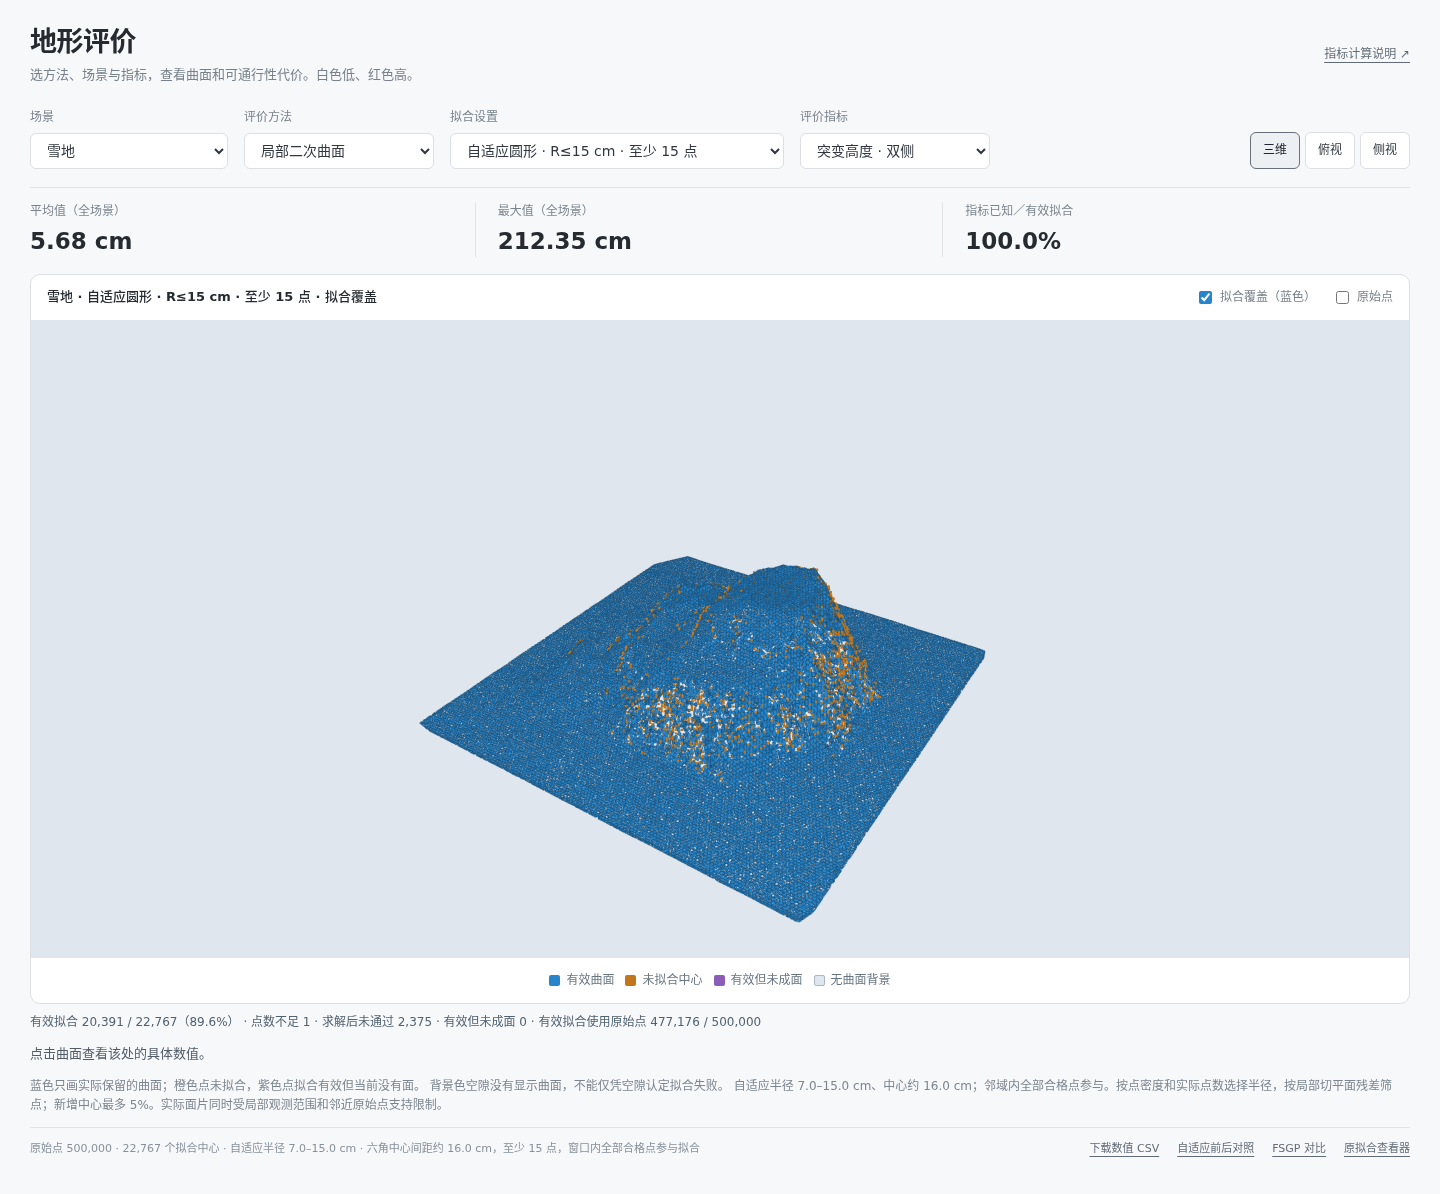 地形评价
选方法、场景与指标，查看曲面和可通行性代价。白色低、红色高。
指标计算说明 ↗
场景
评价方法
拟合设置
评价指标
雪地
局部二次曲面
自适应圆形 · R≤15 cm · 至少 15 点
突变高度 · 双侧
三维
俯视
侧视
平均值（全场景）
最大值（全场景）
指标已知／有效拟合
5.68 cm
212.35 cm
100.0%
雪地 · 自适应圆形 · R≤15 cm · 至少 15 点 · 拟合覆盖
拟合覆盖（蓝色）
原始点
有效曲面
未拟合中心
有效但未成面
无曲面背景
有效拟合 20,391 / 22,767（89.6%） · 点数不足 1 · 求解后未通过 2,375 · 有效但未成面 0 · 有效拟合使用原始点 477,176 / 500,000
点击曲面查看该处的具体数值。
蓝色只画实际保留的曲面；橙色点未拟合，紫色点拟合有效但当前没有面。 背景色空隙没有显示曲面，不能仅凭空隙认定拟合失败。 自适应半径 7.0–15.0 cm、中心约 16.0 cm；邻域内全部合格点参与。按点密度和实际点数选择半径，按局部切平面残差筛
点；新增中心最多 5%。实际面片同时受局部观测范围和邻近原始点支持限制。
原始点 500,000 · 22,767 个拟合中心 · 自适应半径 7.0–15.0 cm · 六角中心间距约 16.0 cm，至少 15 点，窗口内全部合格点参与拟合
下载数值 CSV
自适应前后对照
FSGP 对比
原拟合查看器